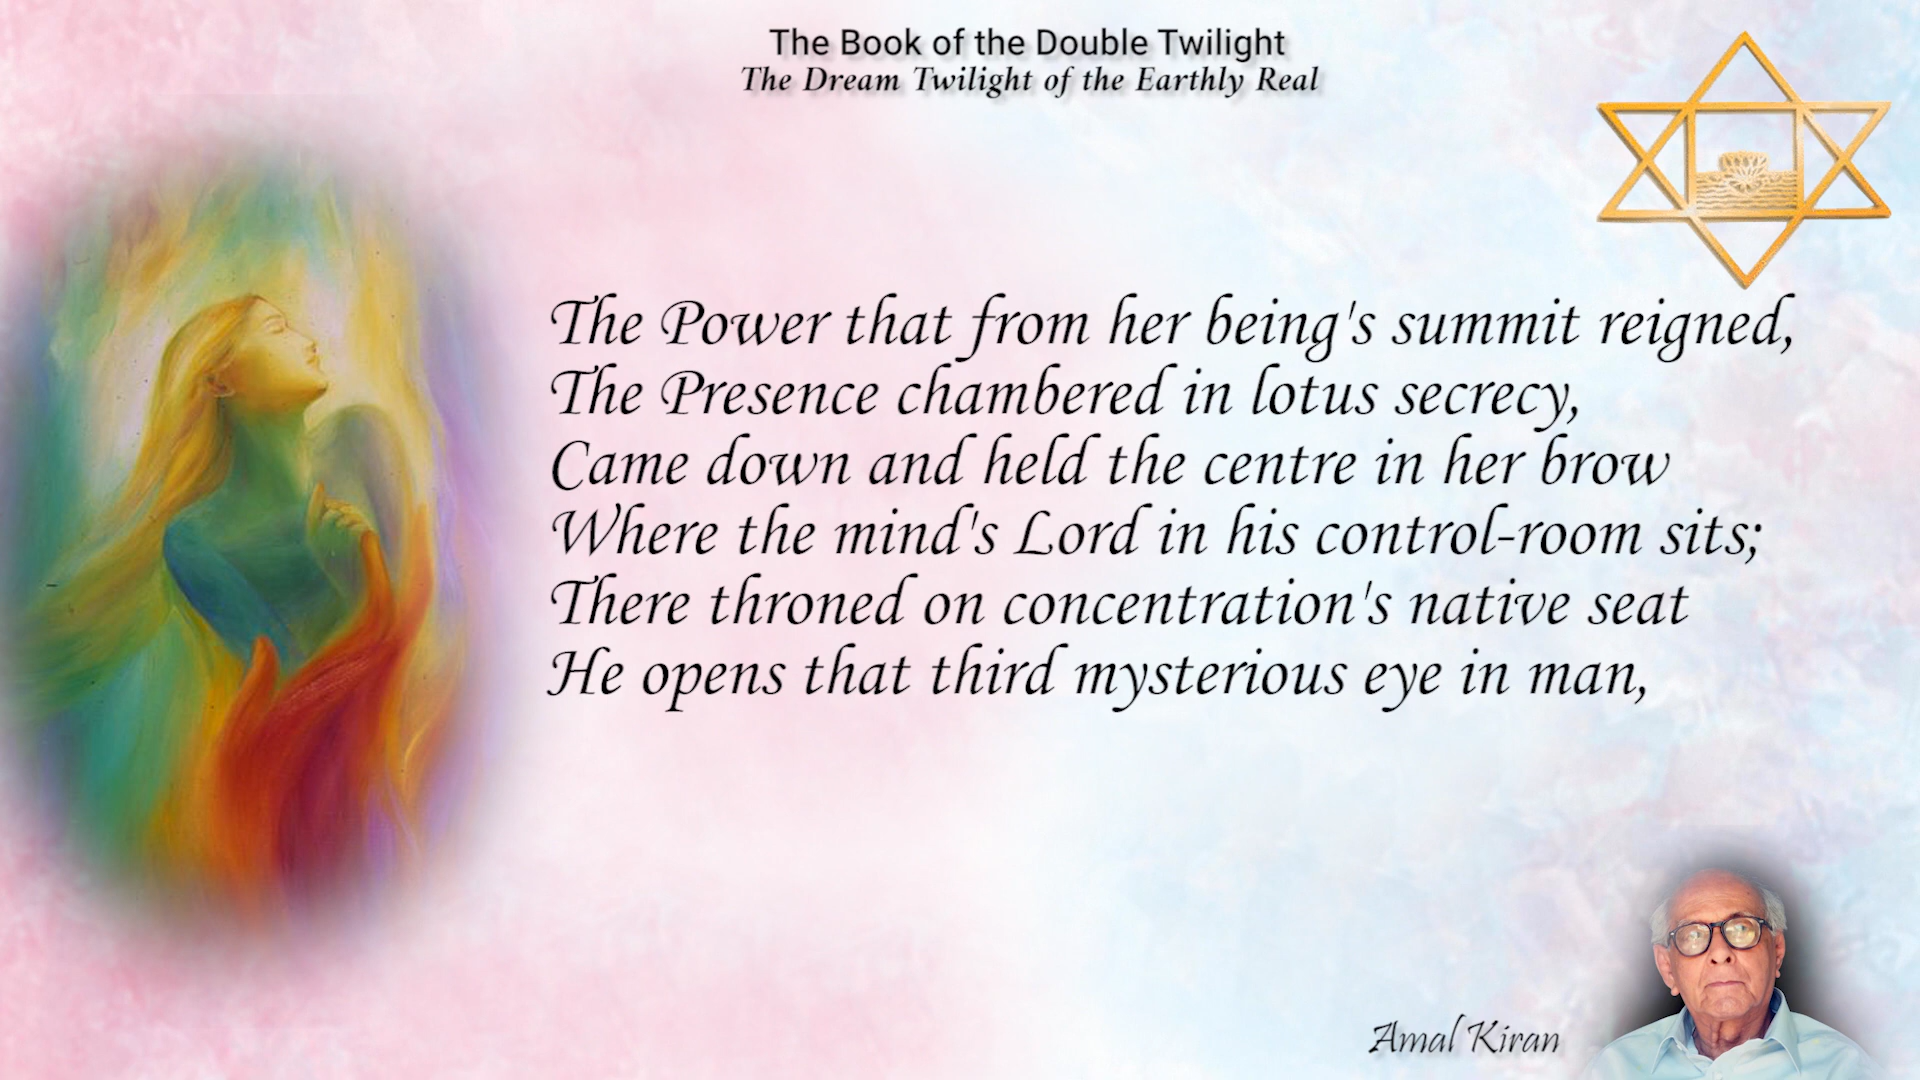 The Book of the Double Twilight
The Dream Twilight of the Earthly Real
The Power that from her being's summit reigned,
The Presence chambered in lotus secrecy,
Came down and held the centre in her brow
Where the mind's Lord in his control-room sits;
There throned on concentration's native seat
He opens that third mysterious eye in man,
Amal Kiran